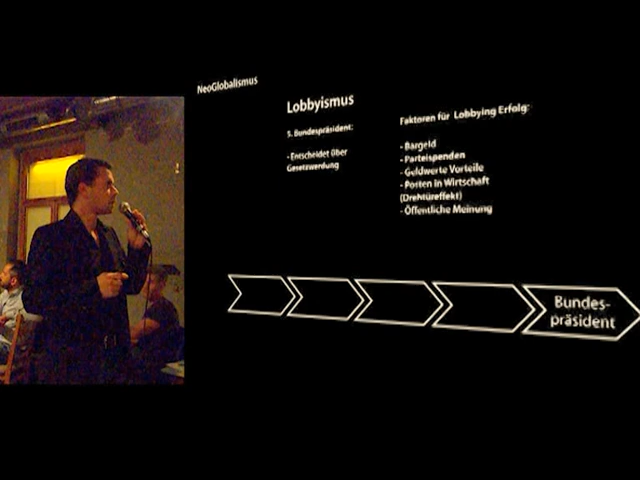 NeoGlobalismus
Lobbyismus
5. Bundespräsident:
- Entscheidet über
Gesetzwerdung
Faktoren für Lobbying Erfolg:
- Bargeld
- Parteispenden
- Geldwerte Vorteile
- Posten in Wirtschaft
(Drehtüreffekt)
- Öffentliche Meinung
Bundes-
präsident